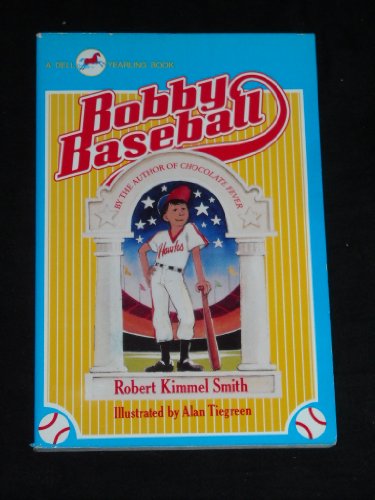 A DELL YEARLING BOOK
Bobby
Baseball
BY THE AUTHOR OF CHOCOLATE FEVER
Hawks
Robert Kimmel Smith
Illustrated by Alan Tiegreen